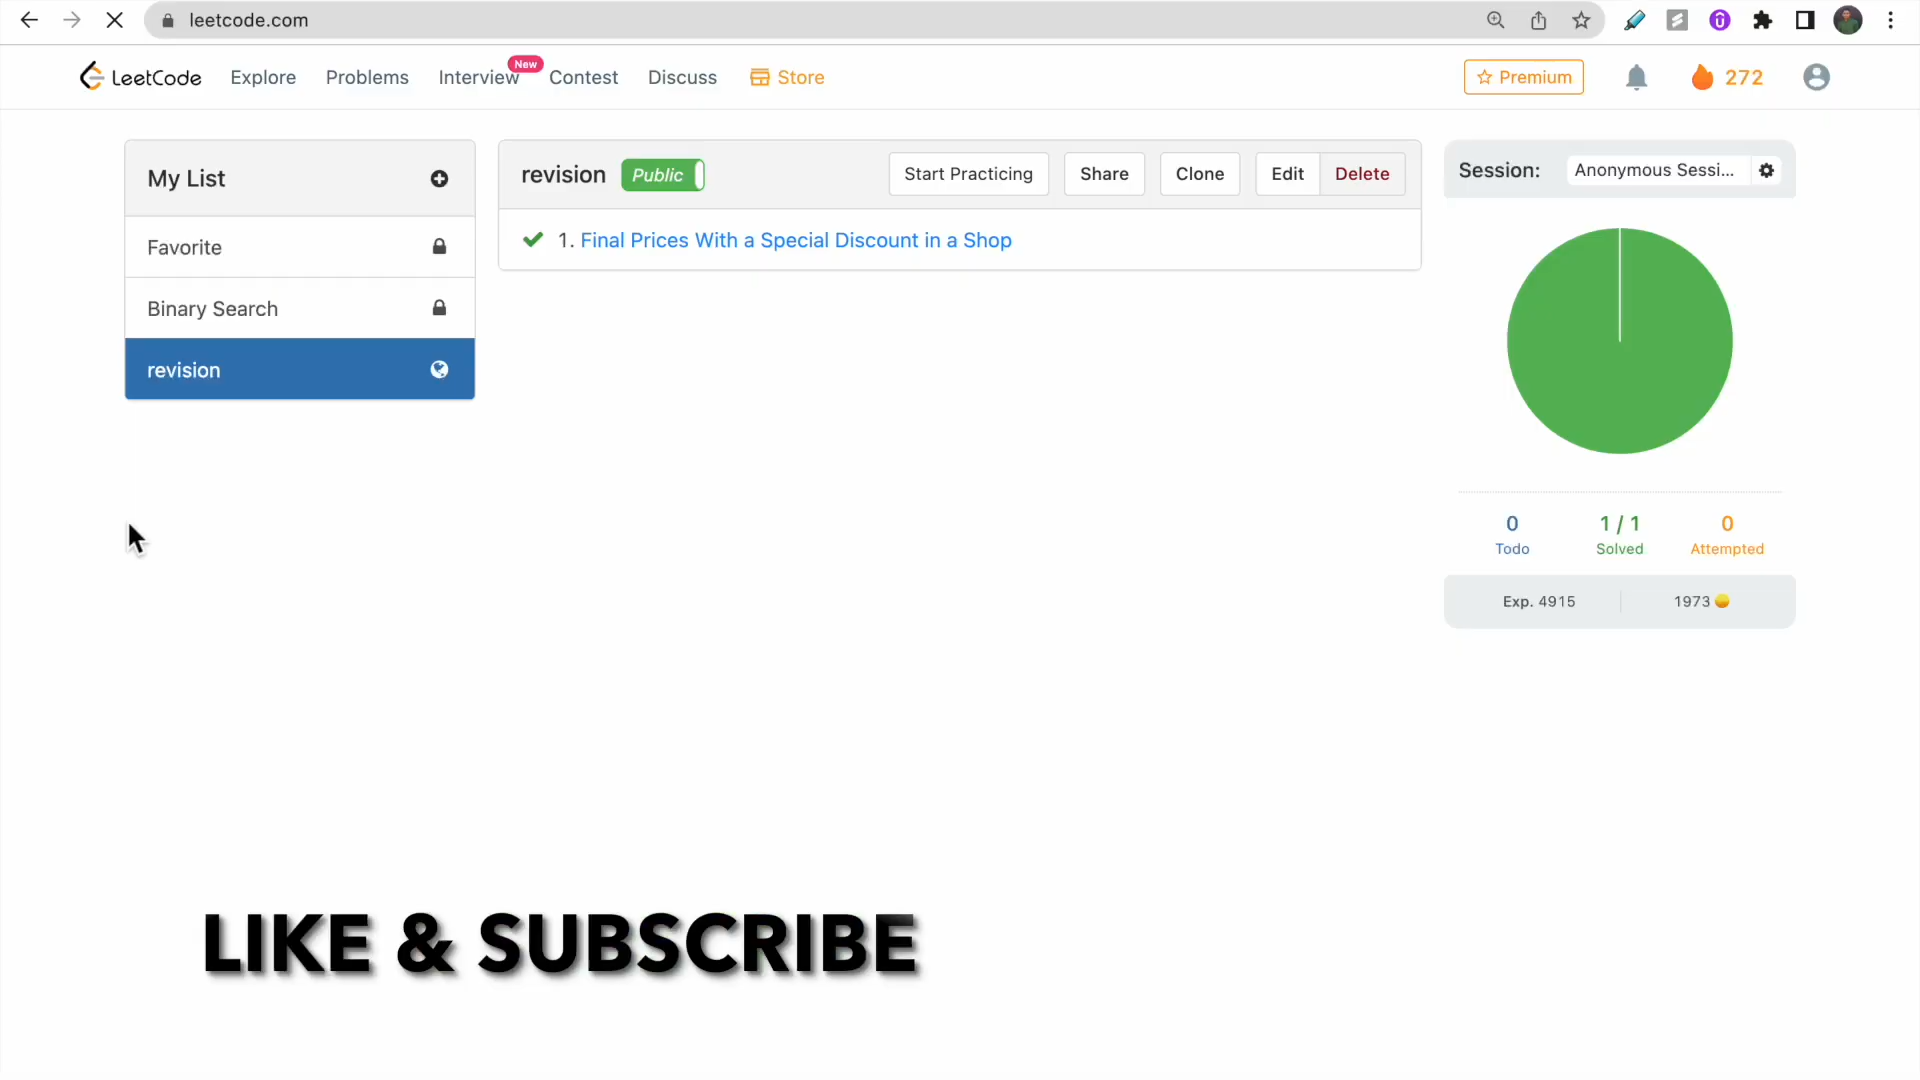 leetcode.com
LeetCode Explore Problems Interview New Contest Discuss Store Premium 272
My List
Favorite
Binary Search
revision
revision Public Start Practicing Share Clone Edit Delete
1. Final Prices With a Special Discount in a Shop
Session: Anonymous Sessi...
0 1 / 1 0
Todo Solved Attempted
Exp. 4915 1973
LIKE & SUBSCRIBE